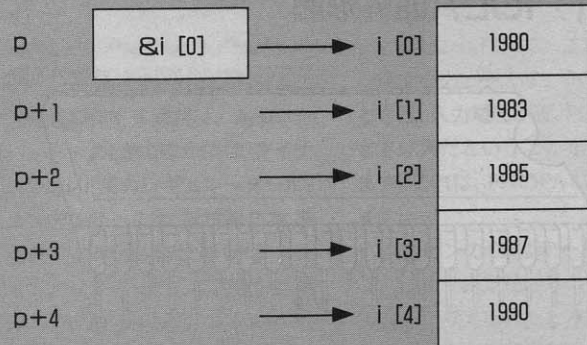 p &i [0] i [0] 1980
p+1 i [1] 1983
p+2 i [2] 1985
p+3 i [3] 1987
p+4 i [4] 1990